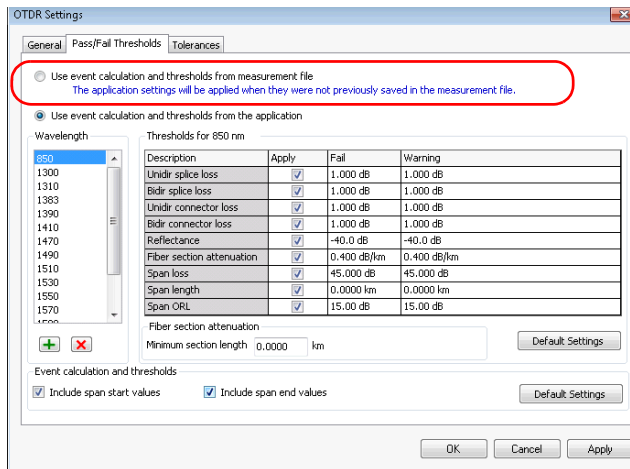 OTDR Settings
General Pass/Fail Thresholds Tolerances
Use event calculation and thresholds from measurement file
The application settings will be applied when they were not previously saved in the measurement file.
Use event calculation and thresholds from the application
Wavelength
850
1300
1310
1383
1390
1410
1470
1490
1510
1530
1550
1570
Thresholds for 850 nm
Description Apply Fail Warning
Unidir splice loss 1.000 dB 1.000 dB
Bidir splice loss 1.000 dB 1.000 dB
Unidir connector loss 1.000 dB 1.000 dB
Bidir connector loss 1.000 dB 1.000 dB
Reflectance -40.0 dB -40.0 dB
Fiber section attenuation 0.400 dB/km 0.400 dB/km
Span loss 45.000 dB 45.000 dB
Span length 0.0000 km 0.0000 km
Span ORL 15.00 dB 15.00 dB
Fiber section attenuation
Minimum section length 0.0000 km
Default Settings
Event calculation and thresholds
Include span start values Include span end values
Default Settings
OK Cancel Apply